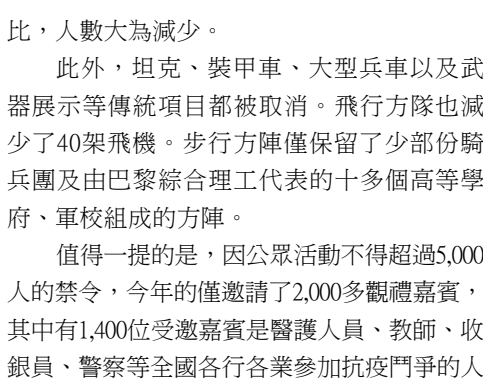 比，人數大為減少。
此外，坦克、裝甲車、大型兵車以及武
器展示等傳統項目都被取消。飛行方隊也減
少了40架飛機。步行方陣僅保留了少部份騎
兵團及由巴黎綜合理工代表的十多個高等學
府、軍校組成的方陣。
值得一提的是，因公眾活動不得超過5,000
人的禁令，今年的僅邀請了2,000多觀禮嘉賓，
其中有1,400位受邀嘉賓是醫護人員、教師、收
銀員、警察等全國各行各業參加抗疫鬥爭的人